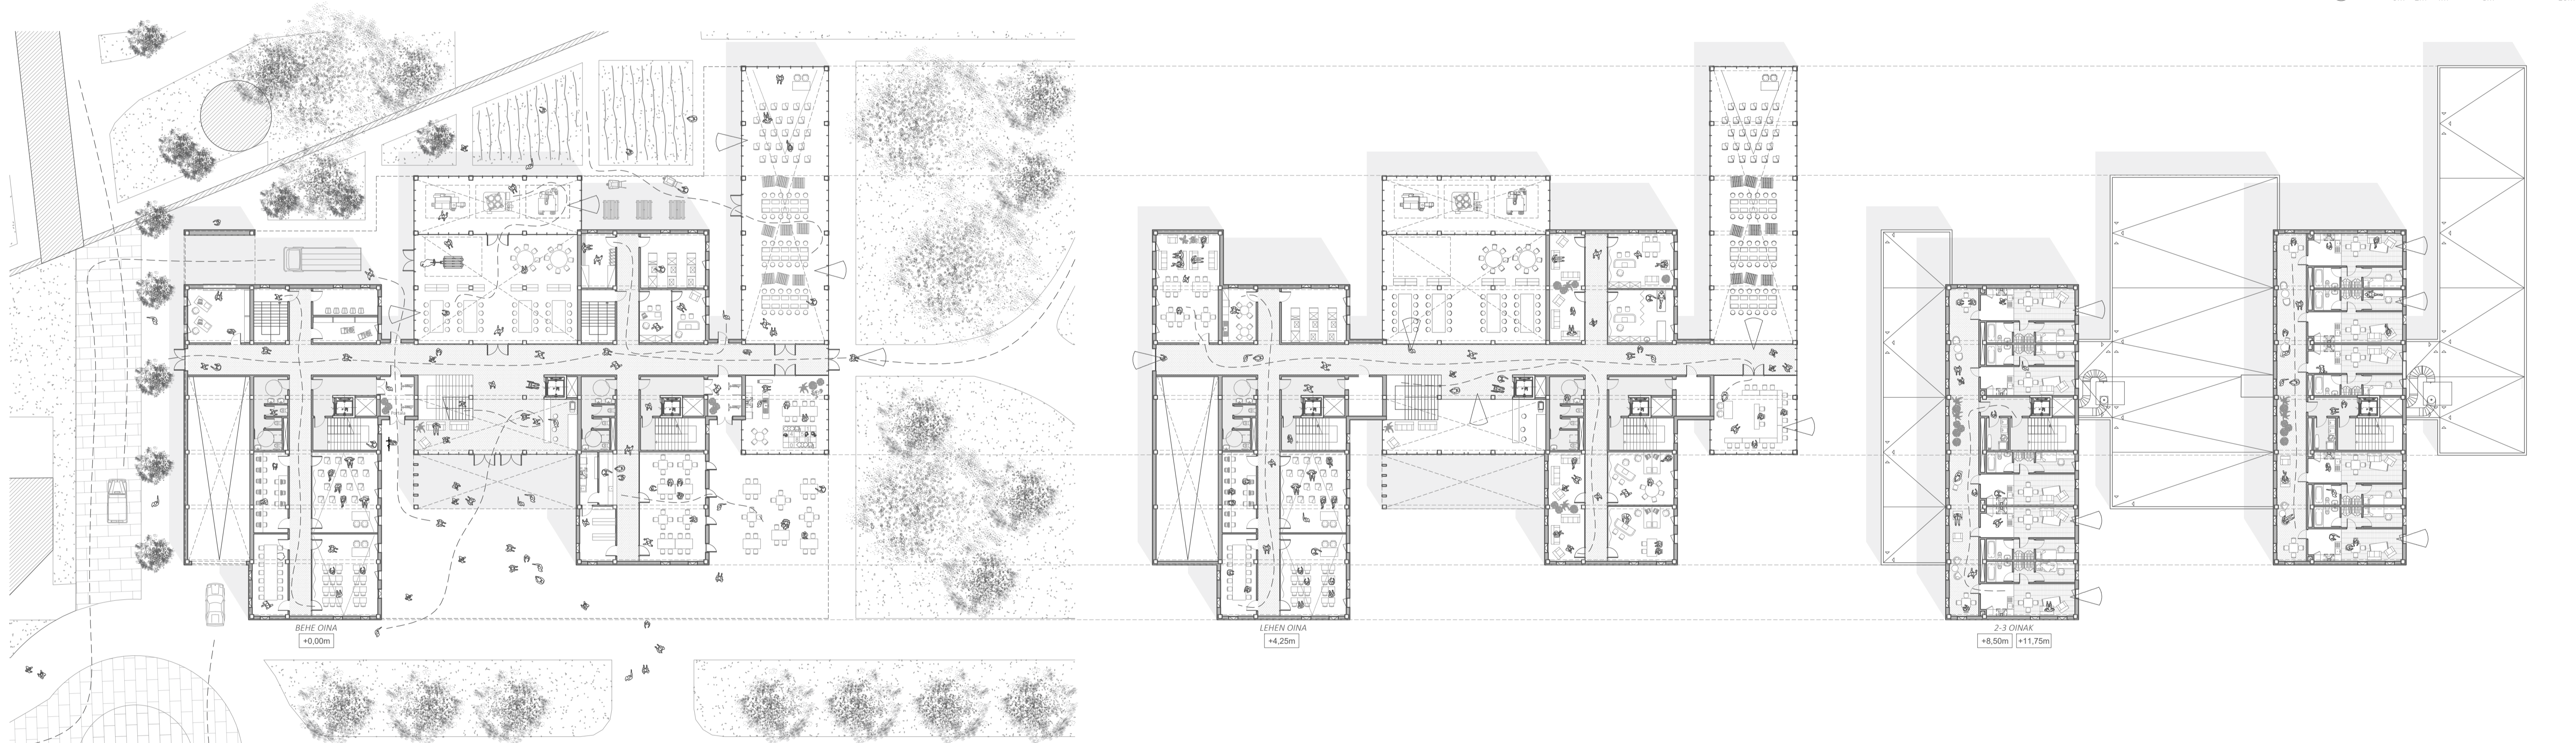 BEHE OINA
+0,00m
LEHEN OINA
+4,25m
2-3 OINAK
+8,50m +11,75m